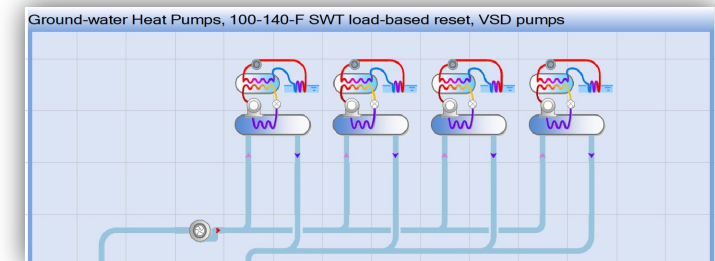 Ground-water Heat Pumps, 100-140-F SWT load-based reset, VSD pumps